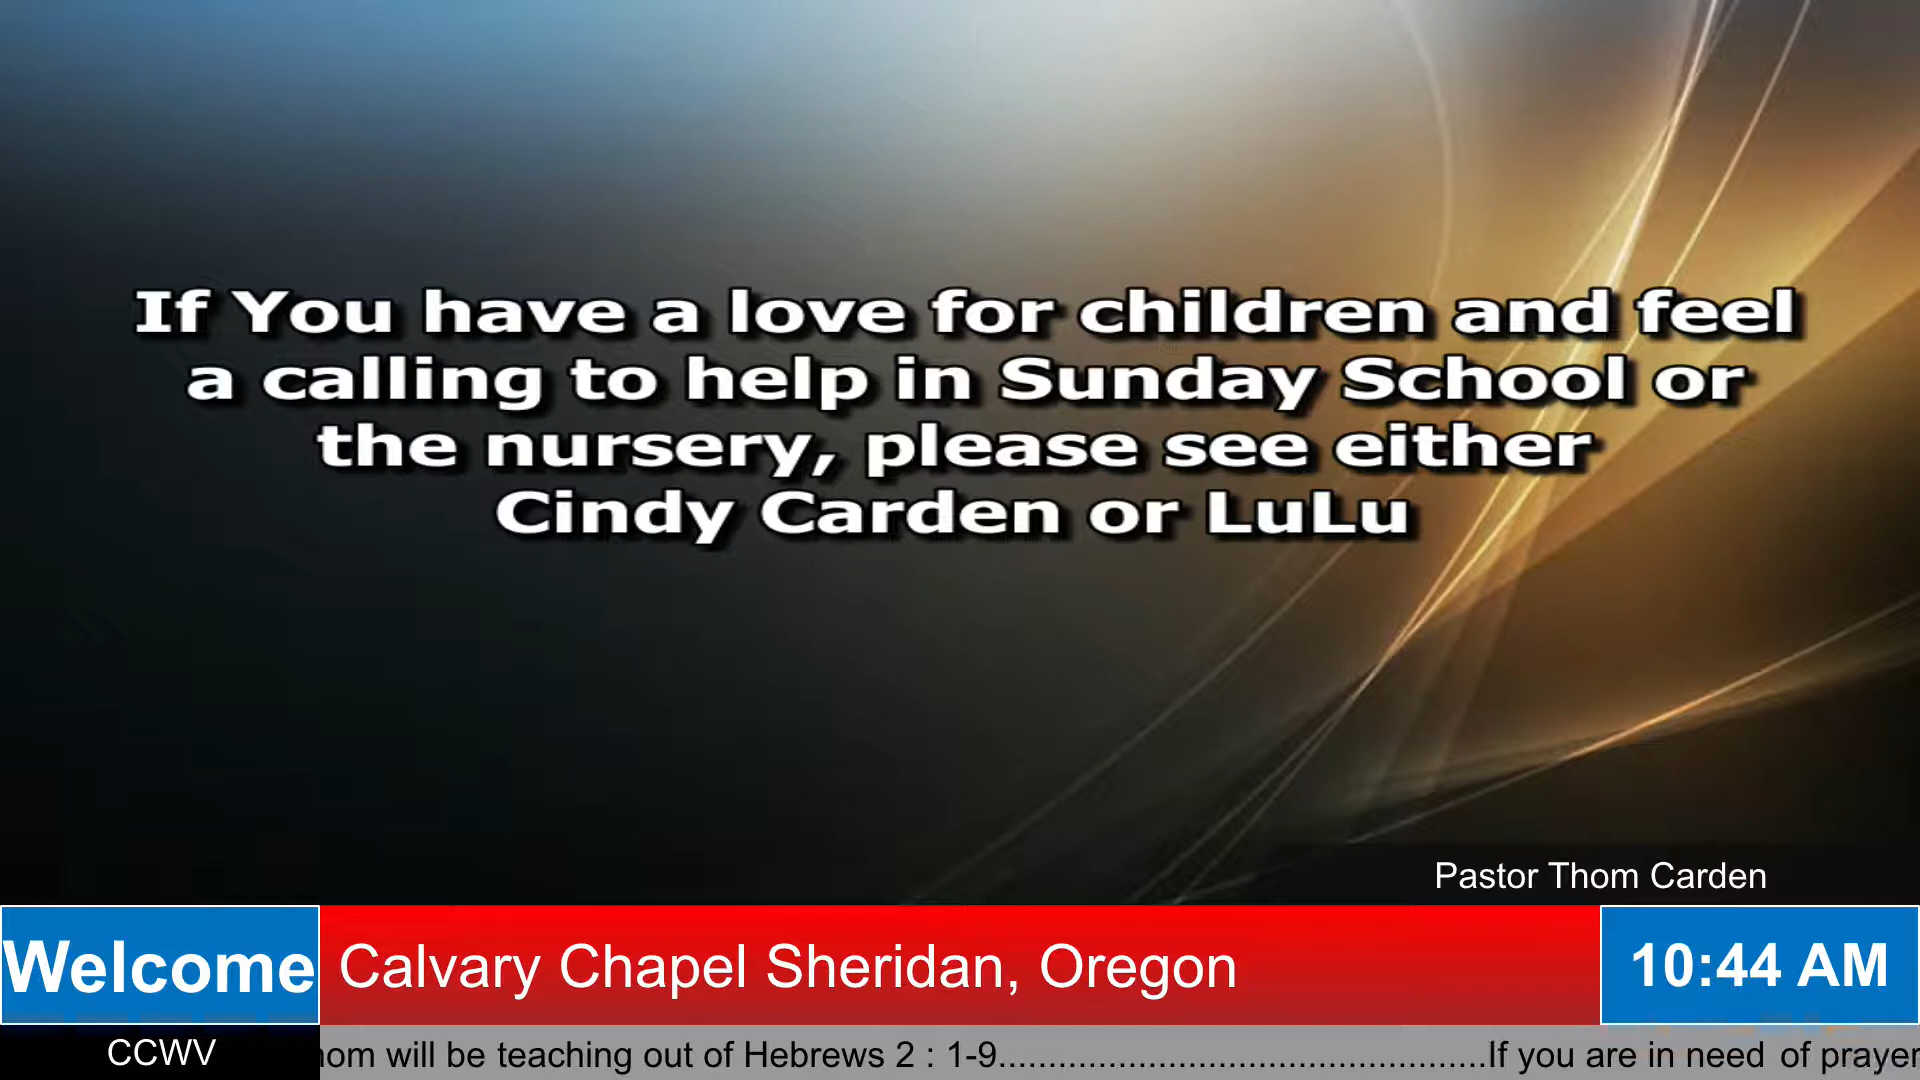 If You have a love for children and feel
a calling to help in Sunday School or
the nursery, please see either
Cindy Carden or LuLu
Pastor Thom Carden
Welcome
Calvary Chapel Sheridan, Oregon
10:44 AM
CCWV
om will be teaching out of Hebrews 2 : 1-9.................................................If you are in need of prayer